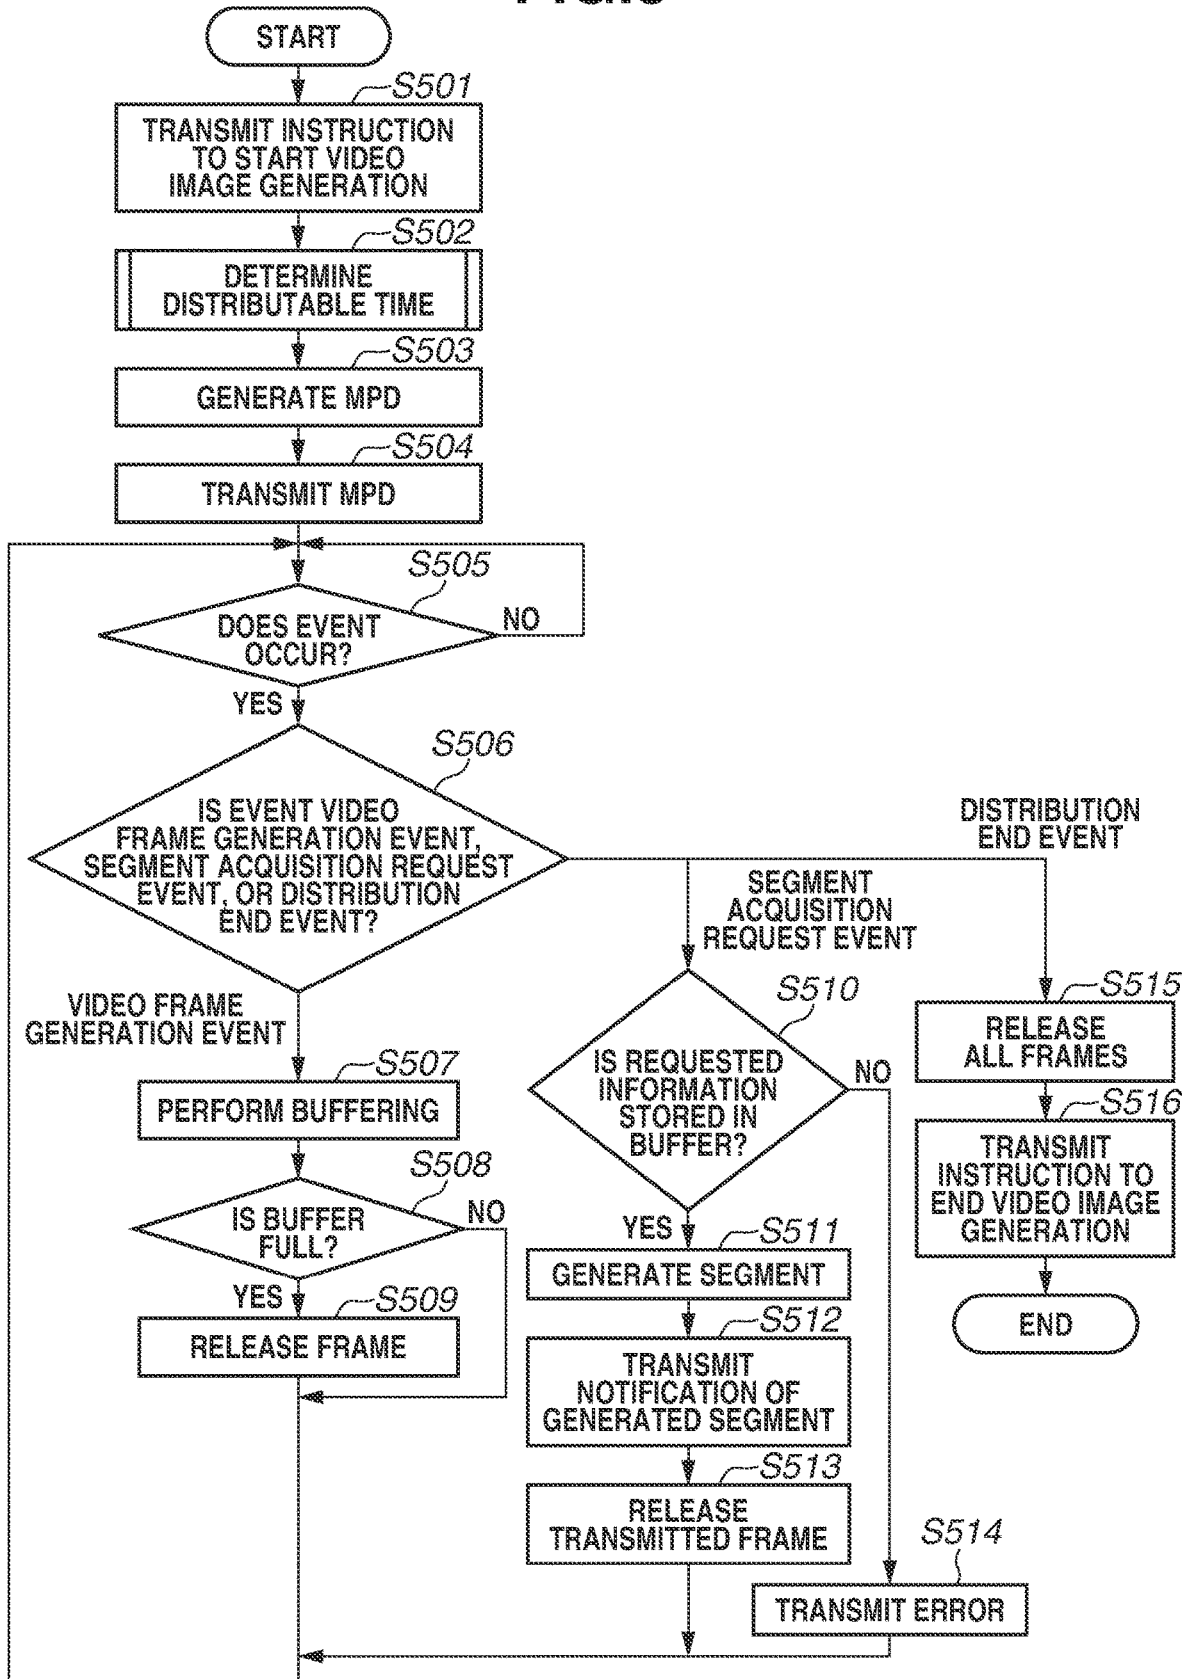 START
S501
TRANSMIT INSTRUCTION
TO START VIDEO
IMAGE GENERATION
S502
DETERMINE
DISTRIBUTABLE TIME
S503
GENERATE MPD
S504
TRANSMIT MPD
S505
DOES EVENT
OCCUR?
NO
YES
S506
IS EVENT VIDEO
FRAME GENERATION EVENT,
SEGMENT ACQUISITION REQUEST
EVENT, OR DISTRIBUTION
END EVENT?
DISTRIBUTION
END EVENT
SEGMENT
ACQUISITION
REQUEST EVENT
VIDEO FRAME
GENERATION EVENT
S507
PERFORM BUFFERING
S508
IS BUFFER
FULL?
NO
YES
S509
RELEASE FRAME
S510
IS REQUESTED
INFORMATION
STORED IN
BUFFER?
NO
YES
S511
GENERATE SEGMENT
S512
TRANSMIT
NOTIFICATION OF
GENERATED SEGMENT
S513
RELEASE
TRANSMITTED FRAME
S514
TRANSMIT ERROR
S515
RELEASE
ALL FRAMES
S516
TRANSMIT
INSTRUCTION TO
END VIDEO IMAGE
GENERATION
END